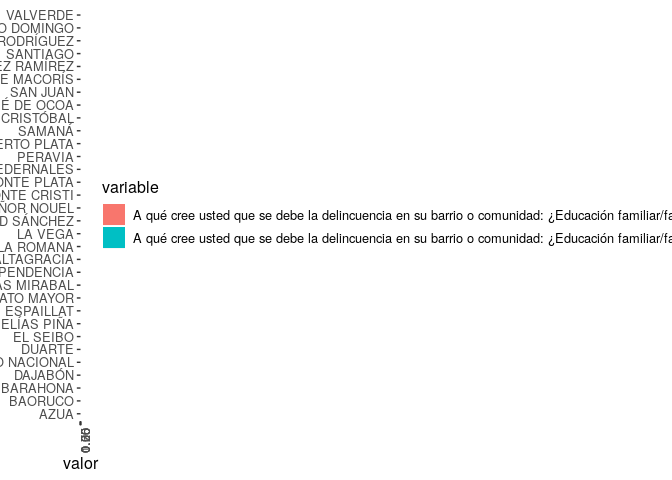 VALVERDE
O DOMINGO
RODRÍGUEZ
SANTIAGO
EZ RAMÍREZ
E MACORÍS
SAN JUAN
É DE OCOA
CRISTÓBAL
SAMANÁ
ERTO PLATA
PERAVIA
EDERNALES
ONTE PLATA
ONTE CRISTI
ÑOR NOUEL
D SÁNCHEZ
LA VEGA
LA ROMANA
ALTAGRACIA
PENDENCIA
AS MIRABAL
ATO MAYOR
ESPAILLAT
ELÍAS PIÑA
EL SEIBO
DUARTE
O NACIONAL
DAJABÓN
BARAHONA
BAORUCO
AZUA
valor
variable
A qué cree usted que se debe la delincuencia en su barrio o comunidad: ¿Educación familiar/fa
A qué cree usted que se debe la delincuencia en su barrio o comunidad: ¿Educación familiar/fa